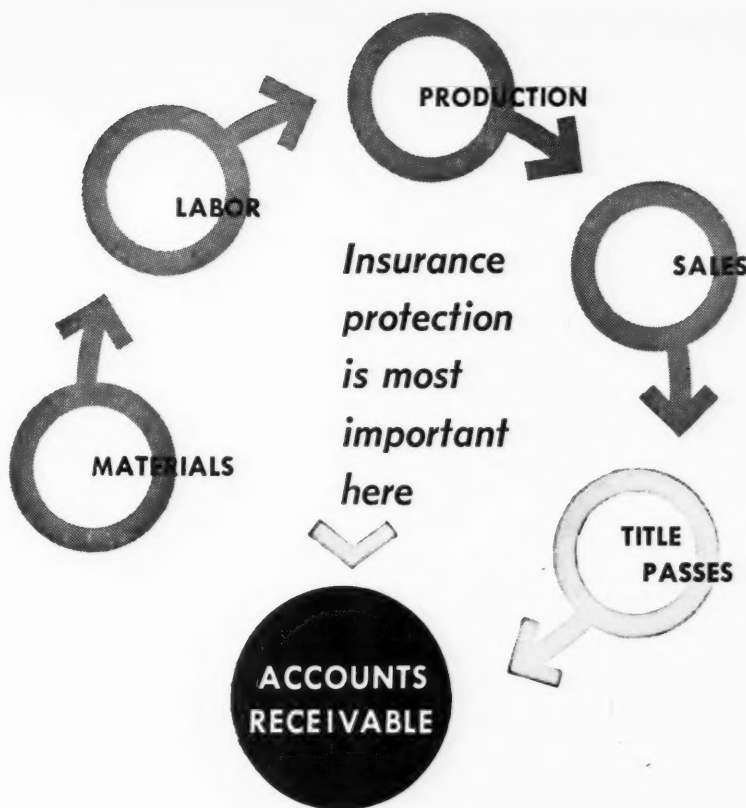 PRODUCTION
LABOR
SALES
MATERIALS
Insurance
protection
is most
important
here
TITLE
PASSES
ACCOUNTS
RECEIVABLE